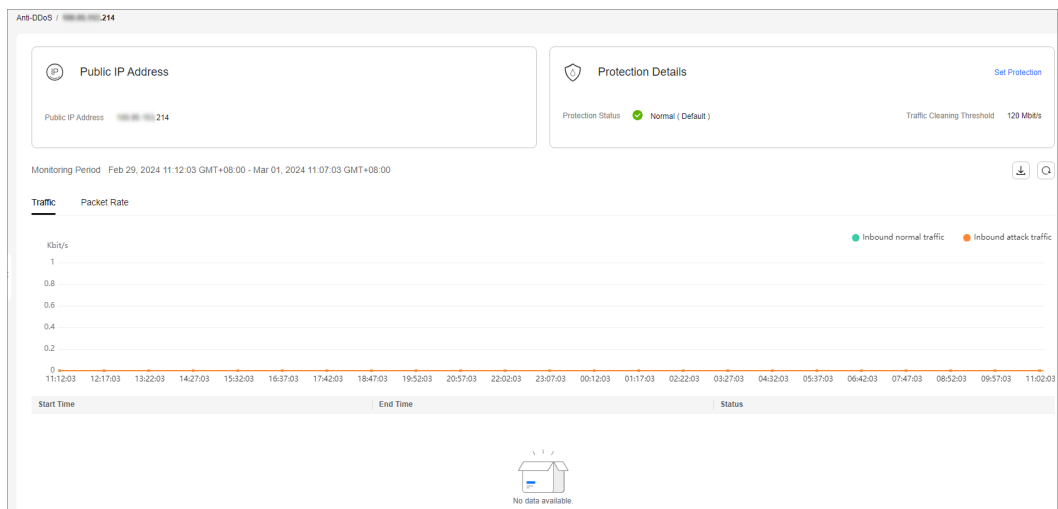 Anti-DDoS / .214
Public IP Address
Public IP Address .214
Protection Details Set Protection
Protection Status Normal ( Default ) Traffic Cleaning Threshold 120 Mbit/s
Monitoring Period Feb 29, 2024 11:12:03 GMT+08:00 - Mar 01, 2024 11:07:03 GMT+08:00
Traffic Packet Rate
Inbound normal traffic Inbound attack traffic
Kbit/s
1
0.8
0.6
0.4
0.2
0
11:12:03 12:17:03 13:22:03 14:27:03 15:32:03 16:37:03 17:42:03 18:47:03 19:52:03 20:57:03 22:02:03 23:07:03 00:12:03 01:17:03 02:22:03 03:27:03 04:32:03 05:37:03 06:42:03 07:47:03 08:52:03 09:57:03 11:02:03
Start Time End Time Status
No data available.